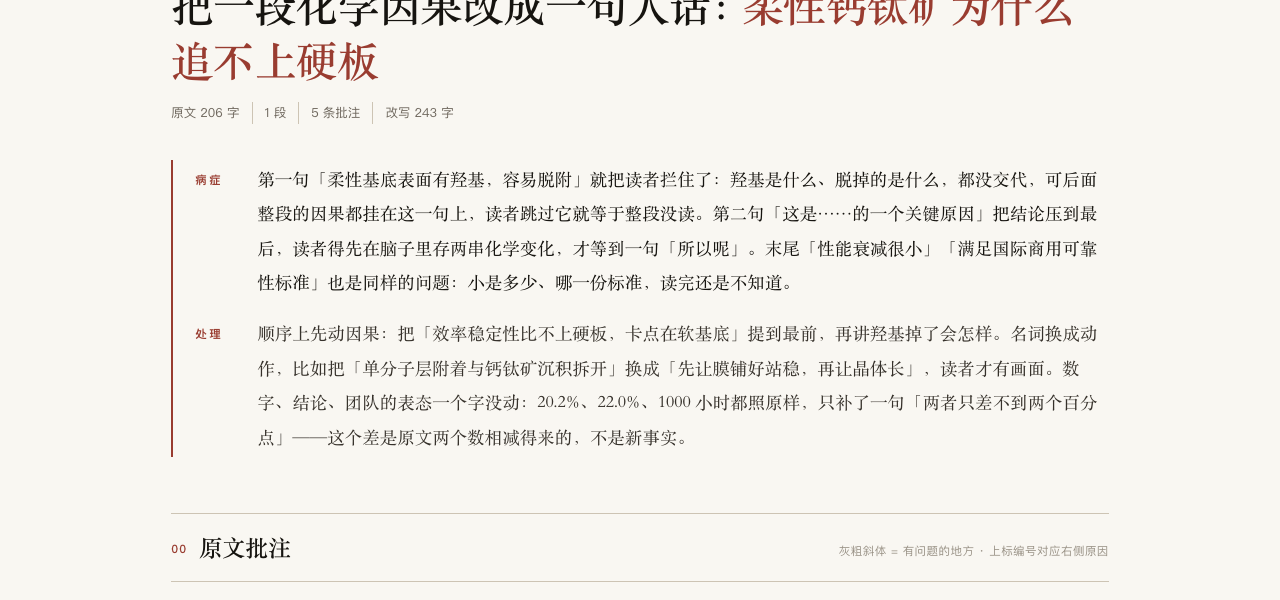 把一段化学因果改成一句人话：柔性钙钛矿为什么
追不上硬板
原文 206 字 1 段 5 条批注 改写 243 字
病症
第一句「柔性基底表面有羟基，容易脱附」就把读者拦住了：羟基是什么、脱掉的是什么，都没交代，可后面
整段的因果都挂在这一句上，读者跳过它就等于整段没读。第二句「这是……的一个关键原因」把结论压到最
后，读者得先在脑子里存两串化学变化，才等到一句「所以呢」。末尾「性能衰减很小」「满足国际商用可靠
性标准」也是同样的问题：小是多少、哪一份标准，读完还是不知道。
处理
顺序上先动因果：把「效率稳定性比不上硬板，卡点在软基底」提到最前，再讲羟基掉了会怎样。名词换成动
作，比如把「单分子层附着与钙钛矿沉积拆开」换成「先让膜铺好站稳，再让晶体长」，读者才有画面。数
字、结论、团队的表态一个字没动：20.2%、22.0%、1000 小时都照原样，只补了一句「两者只差不到两个百分
点」——这个差是原文两个数相减得来的，不是新事实。
00 原文批注
灰粗斜体 = 有问题的地方 · 上标编号对应右侧原因